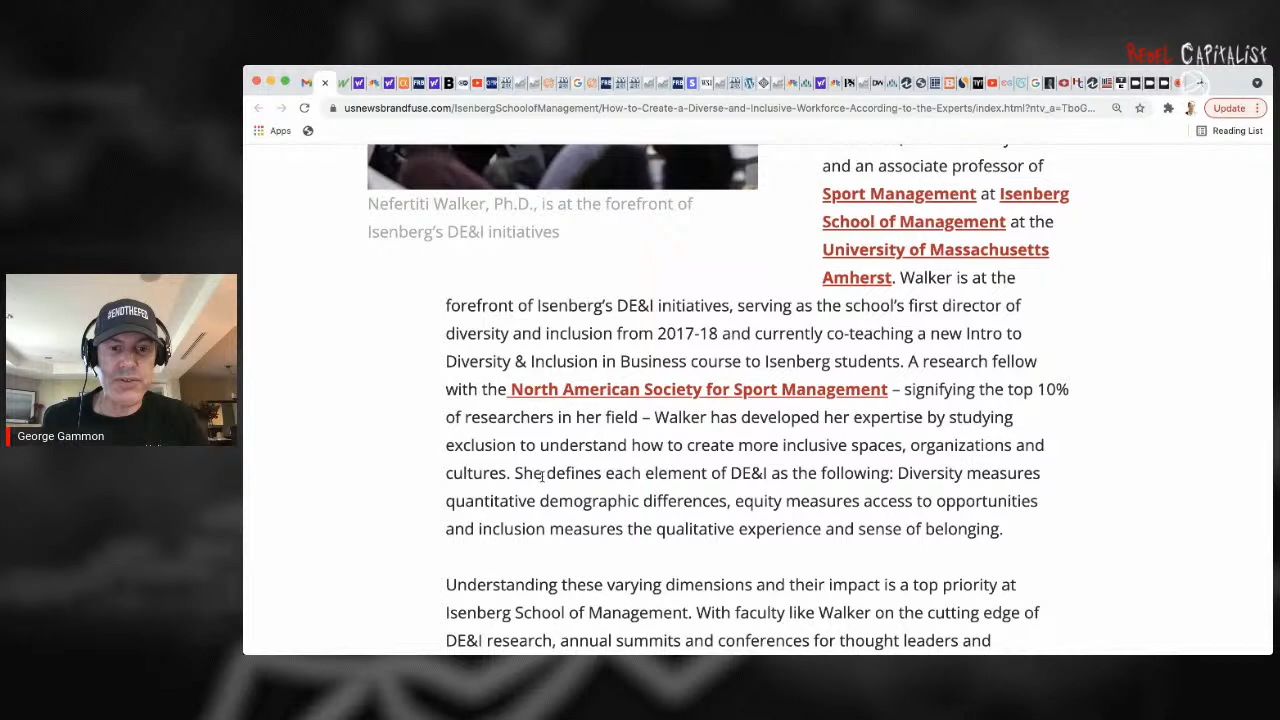 REBEL CAPITALIST
usnewsbrandfuse.com/IsenbergSchoolofManagement/How-to-Create-a-Diverse-and-Inclusive-Workforce-According-to-the-Experts/index.html?ntv_a=TboG...
Update
Apps
Reading List
and an associate professor of
Sport Management at Isenberg
School of Management at the
University of Massachusetts
Amherst. Walker is at the
Nefertiti Walker, Ph.D., is at the forefront of
Isenberg's DE&I initiatives
forefront of Isenberg's DE&I initiatives, serving as the school's first director of
diversity and inclusion from 2017-18 and currently co-teaching a new Intro to
Diversity & Inclusion in Business course to Isenberg students. A research fellow
with the North American Society for Sport Management – signifying the top 10%
of researchers in her field – Walker has developed her expertise by studying
exclusion to understand how to create more inclusive spaces, organizations and
cultures. She defines each element of DE&I as the following: Diversity measures
quantitative demographic differences, equity measures access to opportunities
and inclusion measures the qualitative experience and sense of belonging.
Understanding these varying dimensions and their impact is a top priority at
Isenberg School of Management. With faculty like Walker on the cutting edge of
DE&I research, annual summits and conferences for thought leaders and
#ENDTHEFED
George Gammon